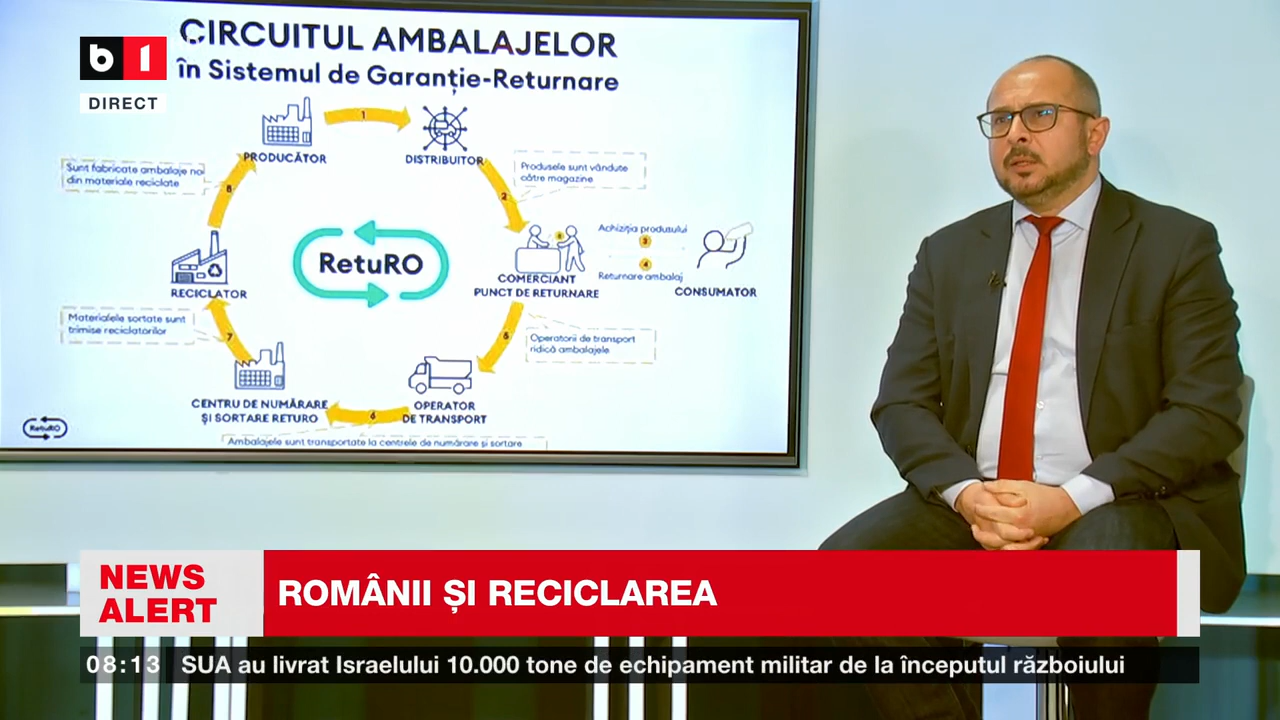 CIRCUITUL AMBALAJELOR
în Sistemul de Garanție-Returnare
b1
DIRECT
1
PRODUCĂTOR
DISTRIBUITOR
Sunt fabricate ambalaje noi
din materiale reciclate
8
2
Produsele sunt vândute
către magazine
RetuRO
Achiziția produsului
3
4
Returnare ambalaj
COMERCIANT
PUNCT DE RETURNARE
CONSUMATOR
RECICLATOR
Materialele sortate sunt
trimise reciclatorilor
7
5
Operatorii de transport
ridică ambalajele
CENTRU DE NUMĂRARE
ȘI SORTARE RETURO
6
OPERATOR
DE TRANSPORT
RetuRO
Ambalajele sunt transportate la centrele de numărare și sortare
NEWS
ALERT
ROMÂNII ȘI RECICLAREA
08:13 SUA au livrat Israelului 10.000 tone de echipament militar de la începutul războiului